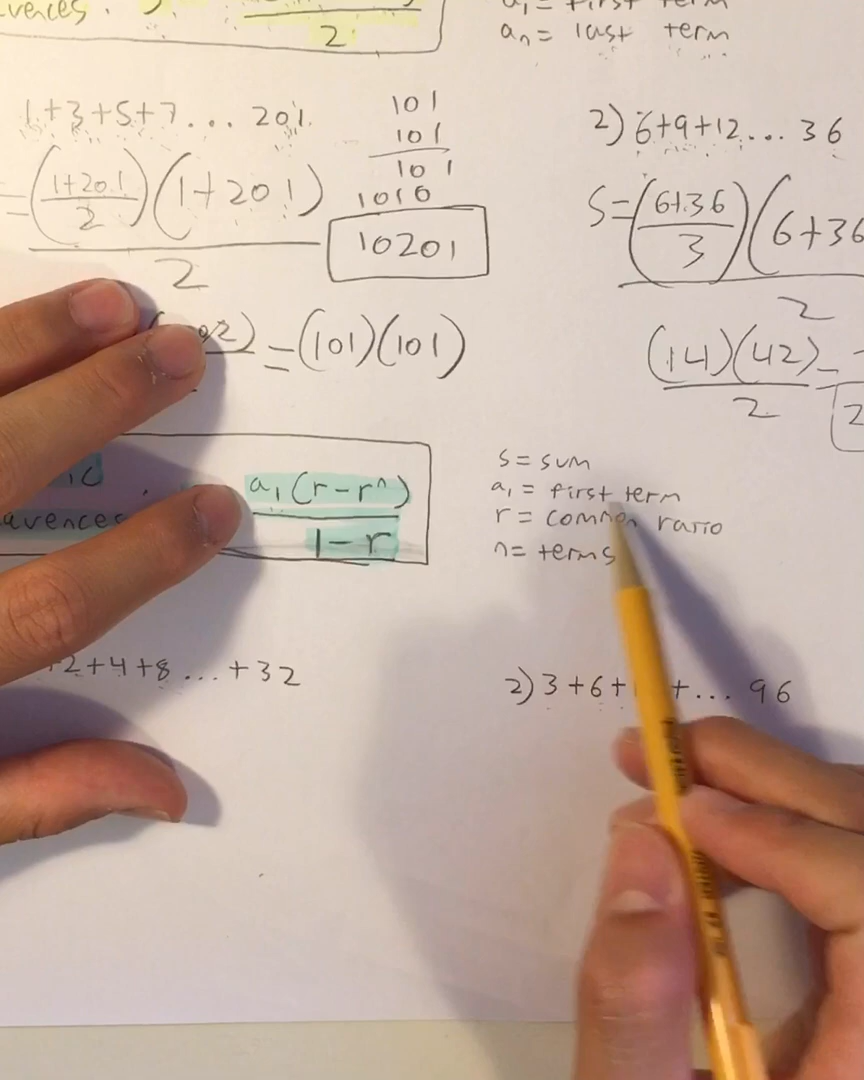 2
a₁ = first term
aₙ = last term
1+3+5+7... 201
101
101
101
1010
10201
=(1+201/2)(1+201)
2
=(101)(101)
2) 6+9+12... 36
S=(6+36/3)(6+36
2
(14)(42)=
2
2
a₁(r-rⁿ)
1-r
s = sum
a₁ = first term
r = common ratio
n = terms
+2+4+8...+32
2) 3+6+ +... 96